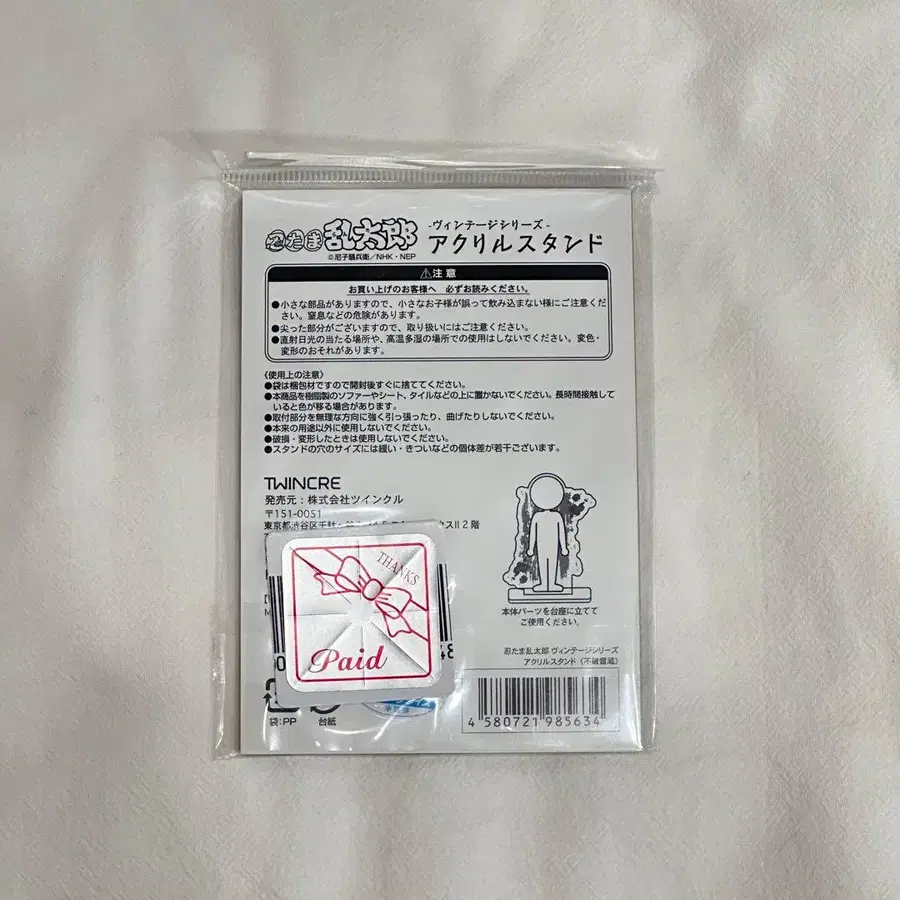 忍たま乱太郎
-ヴィンテージシリーズ-
アクリルスタンド
©尼子騒兵衛/NHK・NEP
⚠注意
お買い上げのお客様へ 必ずお読みください。
●小さな部品がありますので、小さなお子様が誤って飲み込まない様にご注意くだ
さい。窒息などの危険があります。
●尖った部分がございますので、取り扱いにはご注意ください。
●直射日光の当たる場所や、高温多湿の場所での使用はしないでください。変色・
変形のおそれがあります。
《使用上の注意》
●袋は梱包材ですので開封後すぐに捨ててください。
●本商品を樹脂製のソファーやシート、タイルなどの上に置かないでください。長時間接触して
いると色が移る場合があります。
●取付部分を無理な方向に強く引っ張ったり、曲げたりしないでください。
●本来の用途以外に使用しないでください。
●破損・変形したときは使用しないでください。
●スタンドの穴のサイズには緩い・きついなどの個体差が若干ございます。
TWINCRE
発売元:株式会社ツインクル
〒151-0051
東京都渋谷区千駄
クスII 2階
THANKS
Paid
48
袋:PP
台紙
本体パーツを台座に立てて
ご使用ください。
忍たま乱太郎 ヴィンテージシリーズ
アクリルスタンド(不破雷蔵)
4 580721 985634